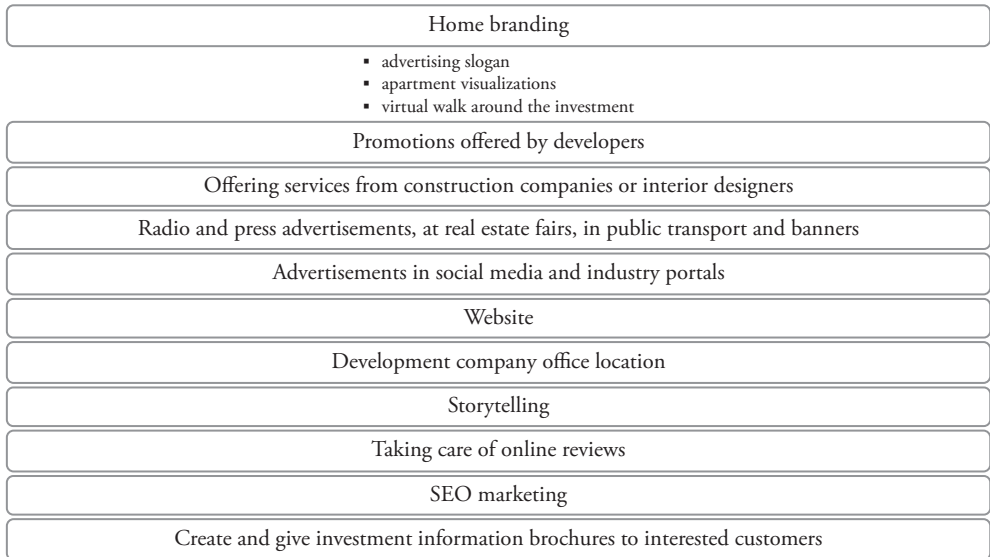 Home branding
▪ advertising slogan
▪ apartment visualizations
▪ virtual walk around the investment
Promotions offered by developers
Offering services from construction companies or interior designers
Radio and press advertisements, at real estate fairs, in public transport and banners
Advertisements in social media and industry portals
Website
Development company office location
Storytelling
Taking care of online reviews
SEO marketing
Create and give investment information brochures to interested customers